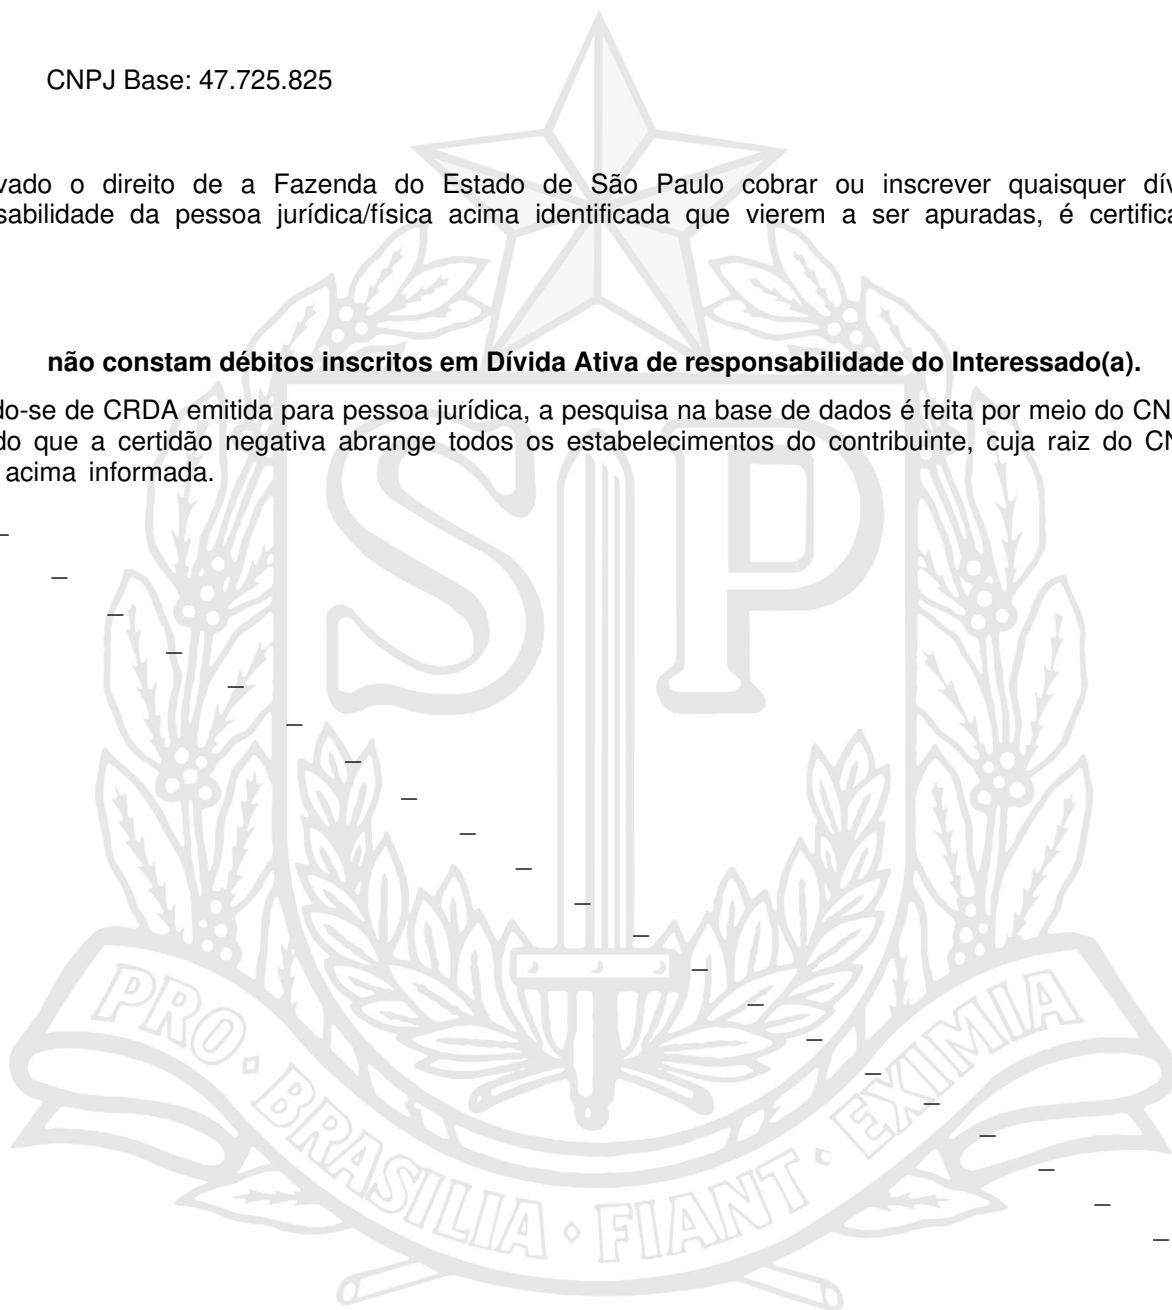 CNPJ Base: 47.725.825
vado o direito de a Fazenda do Estado de São Paulo cobrar ou inscrever quaisquer dív
sabilidade da pessoa jurídica/física acima identificada que vierem a ser apuradas, é certifica
não constam débitos inscritos em Dívida Ativa de responsabilidade do Interessado(a).
do-se de CRDA emitida para pessoa jurídica, a pesquisa na base de dados é feita por meio do CN
do que a certidão negativa abrange todos os estabelecimentos do contribuinte, cuja raiz do CN
acima informada.
SP
PRO · BRASILIA · FIANT · EXIMIA